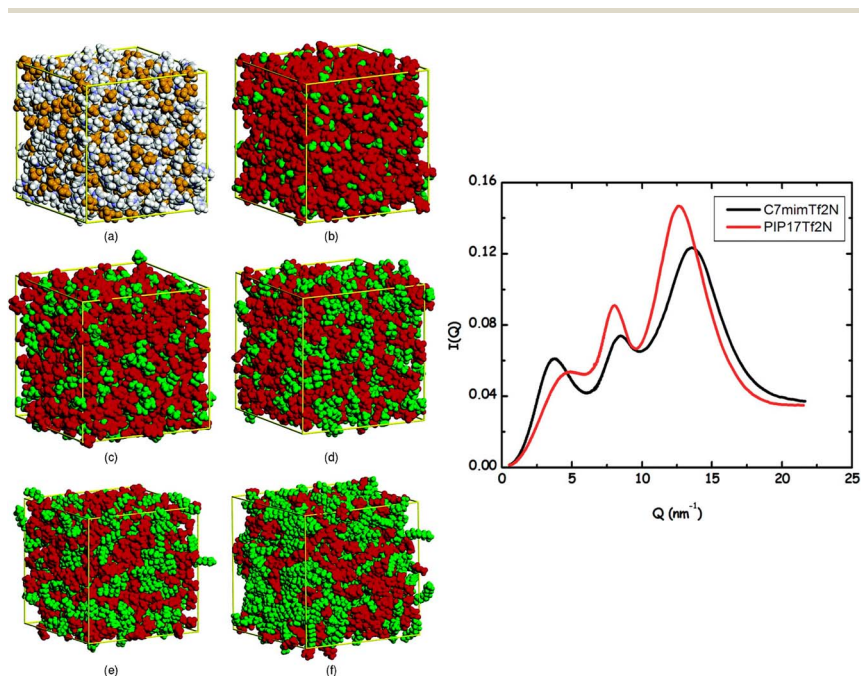 (a)
(b)
(c)
(d)
(e)
(f)
0.16
0.12
0.08
0.04
0.00
I(Q)
C7mimTf2N
PIP17Tf2N
0
5
10
15
20
25
Q (nm⁻¹)